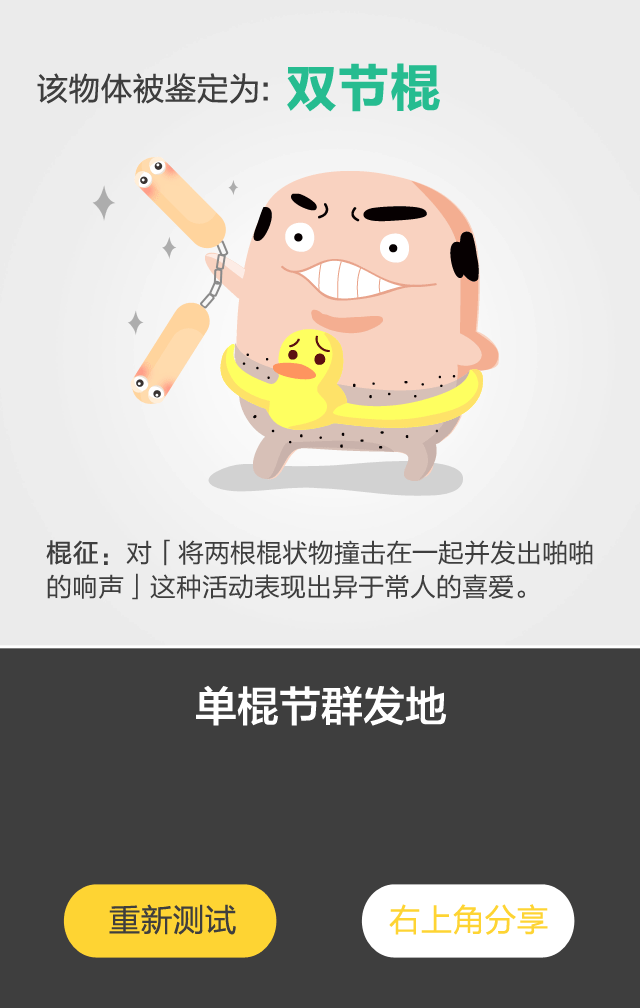 该物体被鉴定为: 双节棍
棍征：对「将两根棍状物撞击在一起并发出啪啪
的响声」这种活动表现出异于常人的喜爱。
单棍节群发地
重新测试
右上角分享